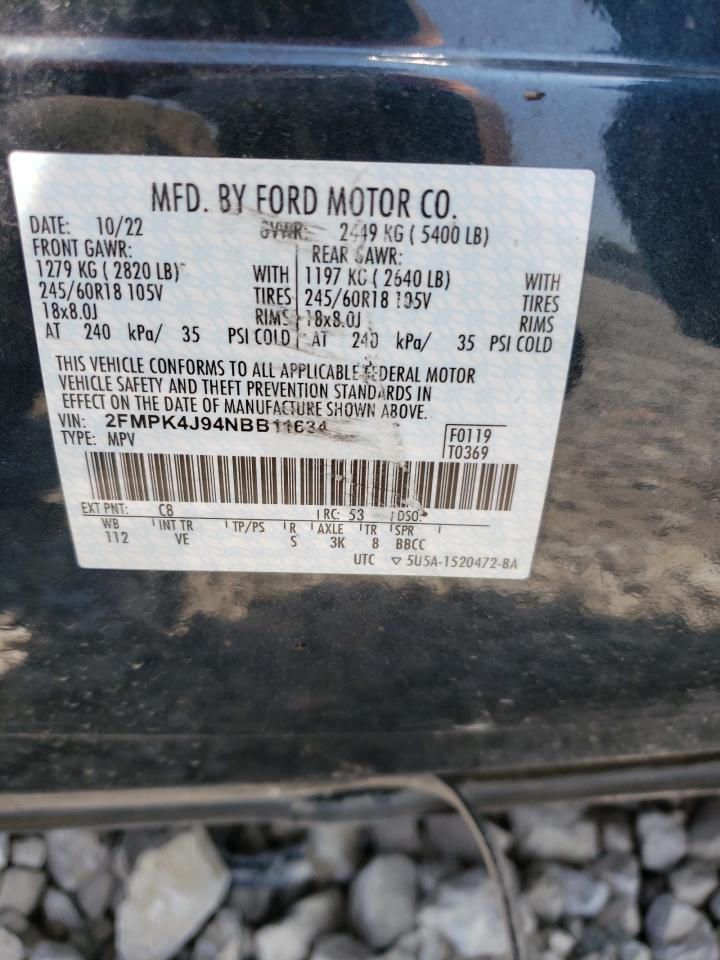 MFD. BY FORD MOTOR CO.
DATE: 10/22 GVWR: 2449 KG ( 5400 LB)
FRONT GAWR: REAR GAWR:
1279 KG ( 2820 LB) WITH 1197 KG ( 2640 LB) WITH
245/60R18 105V TIRES 245/60R18 105V TIRES
18x8.0J RIMS 18x8.0J RIMS
AT 240 kPa/ 35 PSI COLD AT 240 kPa/ 35 PSI COLD
THIS VEHICLE CONFORMS TO ALL APPLICABLE FEDERAL MOTOR
VEHICLE SAFETY AND THEFT PREVENTION STANDARDS IN
EFFECT ON THE DATE OF MANUFACTURE SHOWN ABOVE.
VIN: 2FMPK4J94NBB11634
TYPE: MPV
F0119
T0369
EXT PNT: C8 RC: 53 DSO:
WB INT TR TP/PS R AXLE TR SPR
112 VE S 3K 8 BBCC
UTC ▽ 5U5A-1520472-BA